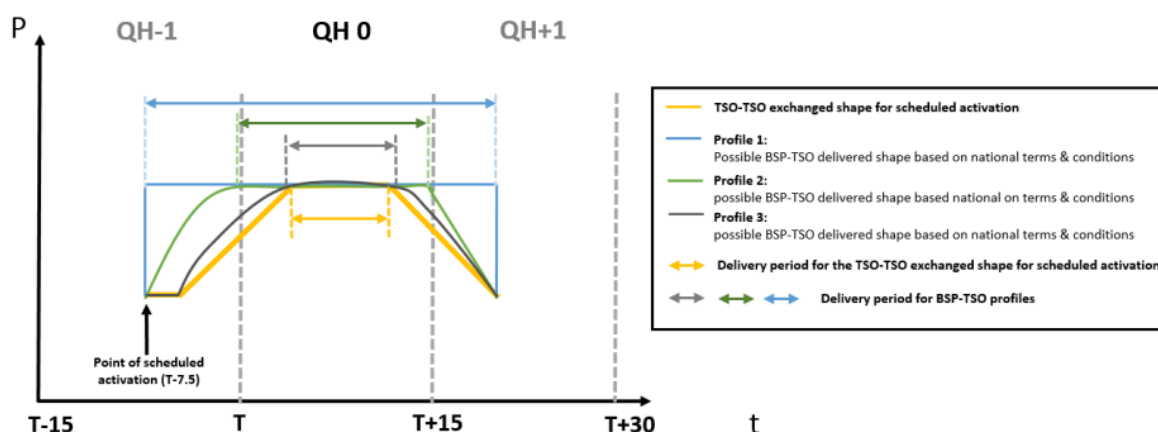 P
QH-1
QH 0
QH+1
TSO-TSO exchanged shape for scheduled activation
Profile 1:
Possible BSP-TSO delivered shape based on national terms & conditions
Profile 2:
possible BSP-TSO delivered shape based national on terms & conditions
Profile 3:
possible BSP-TSO delivered shape based on national terms & conditions
Delivery period for the TSO-TSO exchanged shape for scheduled activation
Delivery period for BSP-TSO profiles
Point of scheduled
activation (T-7.5)
T-15
T
T+15
T+30
t